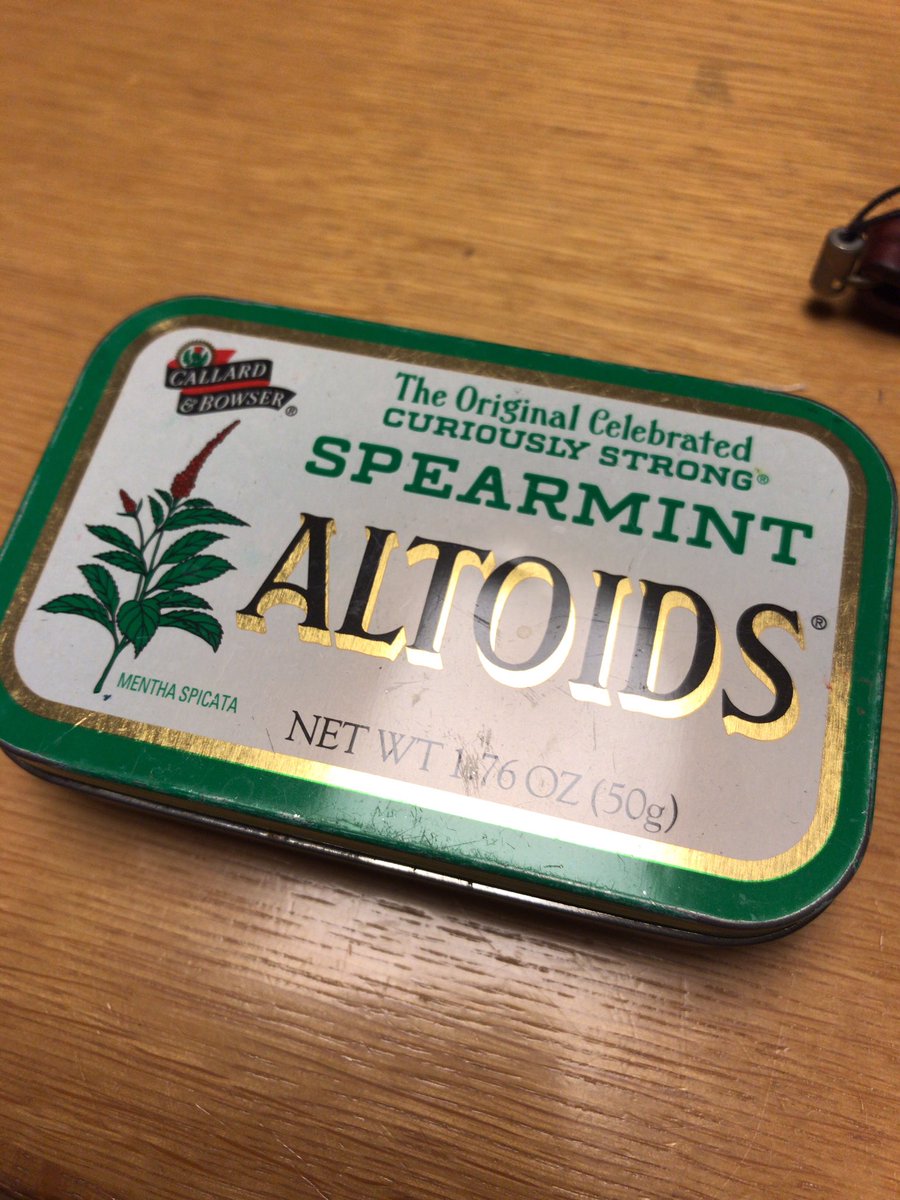 CALLARD
& BOWSER®
The Original Celebrated
CURIOUSLY STRONG®
SPEARMINT
ALTOIDS®
MENTHA SPICATA
NET WT 1.76 OZ (50g)